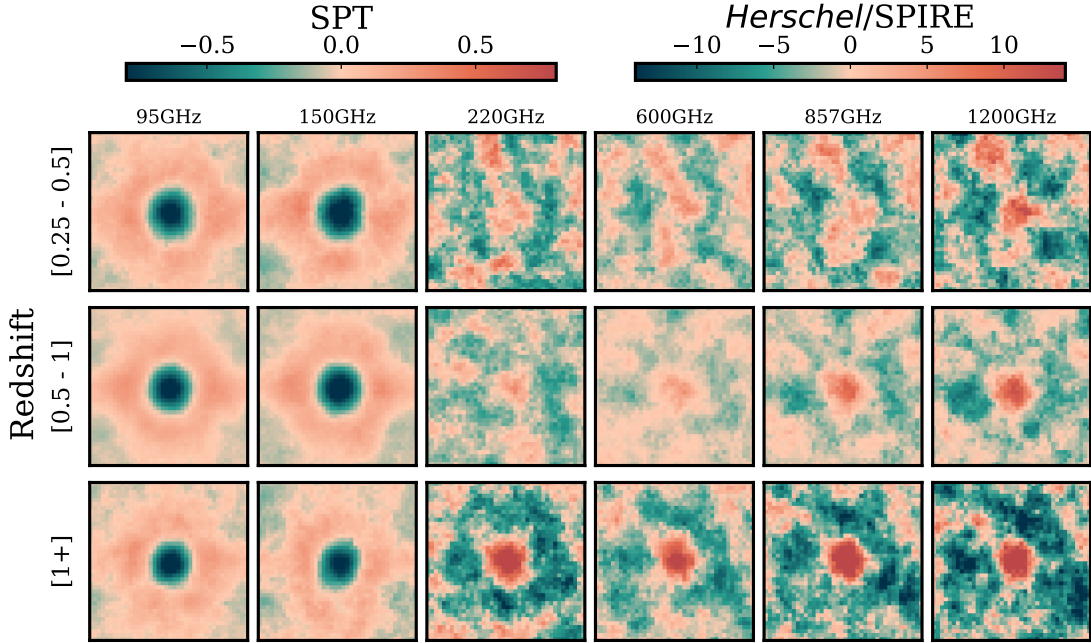 SPT
Herschel/SPIRE
−0.5 0.0 0.5
−10 −5 0 5 10
95GHz 150GHz 220GHz 600GHz 857GHz 1200GHz
Redshift
[0.25 - 0.5]
[0.5 - 1]
[1+]